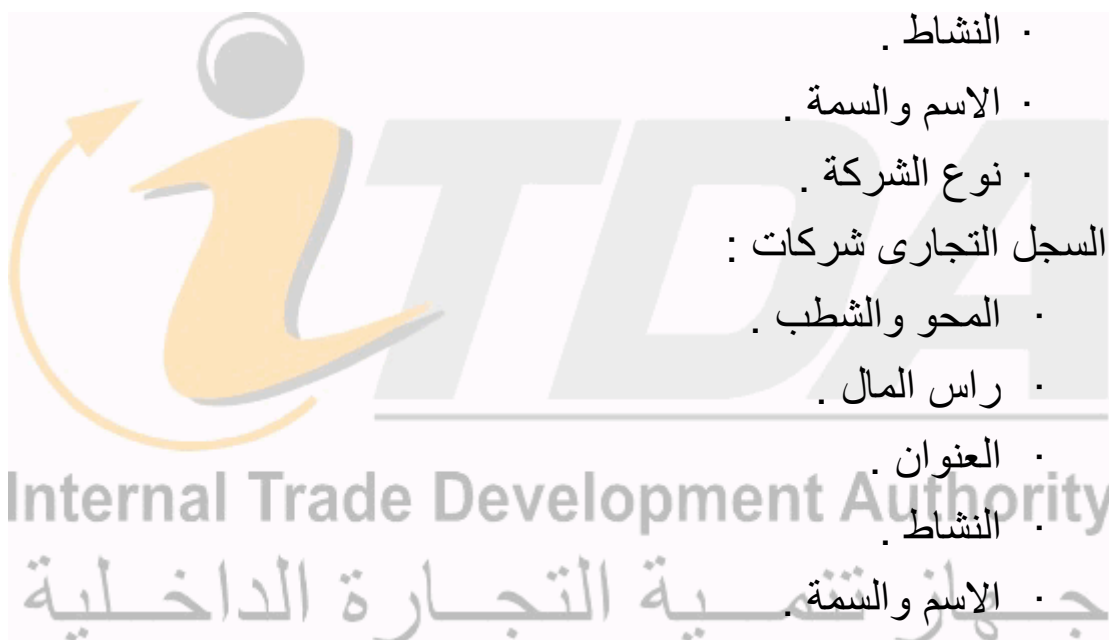 · النشاط .
· الاسم والسمة .
· نوع الشركة .
السجل التجارى شركات :
· المحو والشطب .
· راس المال .
· العنوان .
· النشاط .
· الاسم والسمة .
iTDA
Internal Trade Development Authority
جهاز تنمية التجارة الداخلية